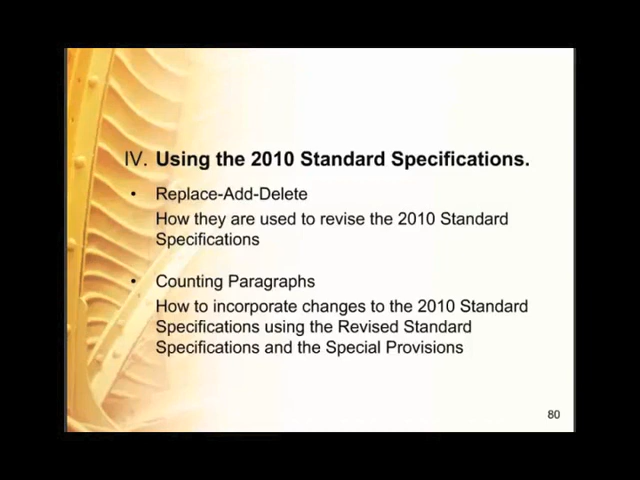 IV. Using the 2010 Standard Specifications.
• Replace-Add-Delete
How they are used to revise the 2010 Standard
Specifications
• Counting Paragraphs
How to incorporate changes to the 2010 Standard
Specifications using the Revised Standard
Specifications and the Special Provisions
80